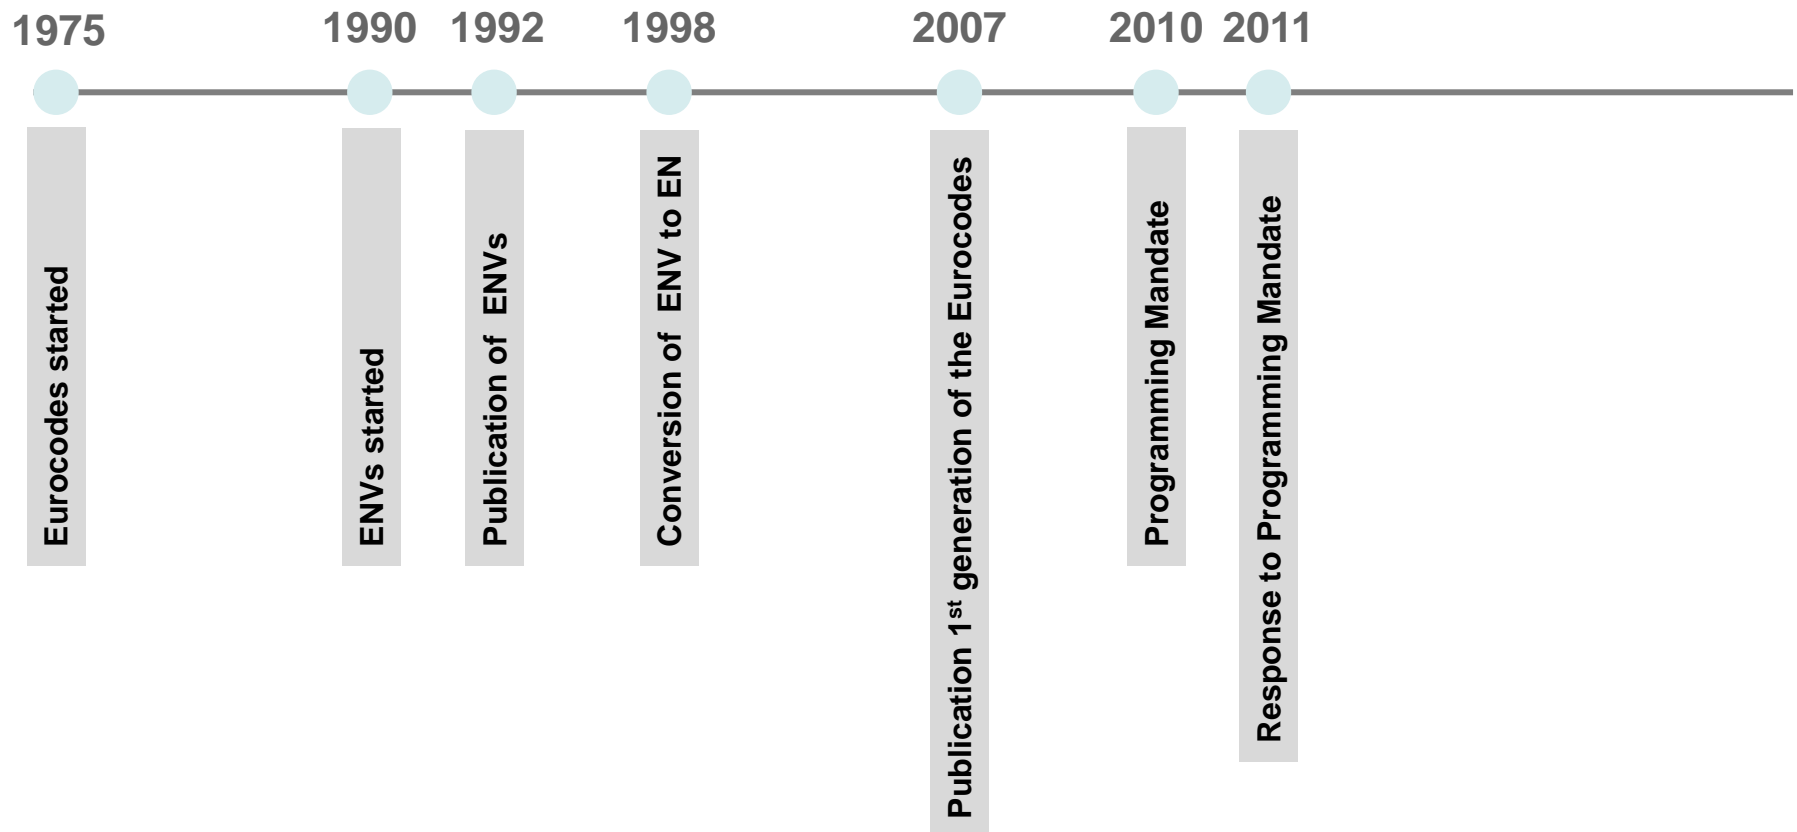 1975
1990
1992
1998
2007
2010
2011
Eurocodes started
ENVs started
Publication of ENVs
Conversion of ENV to EN
Publication 1st generation of the Eurocodes
Programming Mandate
Response to Programming Mandate